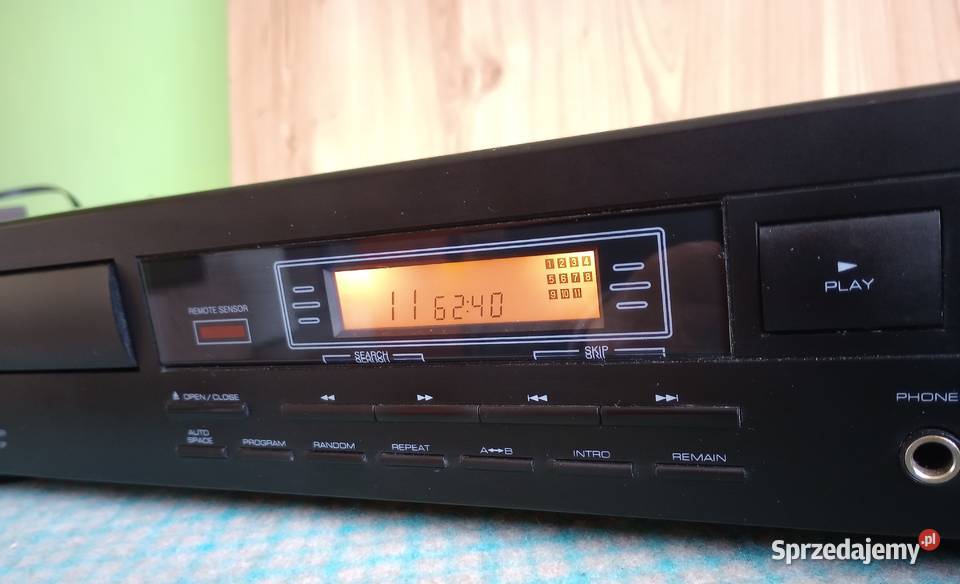 1 2 3 4
5 6 7 8
9 10 11
11 62:40
REMOTE SENSOR
PLAY
SEARCH
SKIP
OPEN/CLOSE
PHONE
AUTO SPACE
PROGRAM
RANDOM
REPEAT
A↔B
INTRO
REMAIN
Sprzedajemy.pl